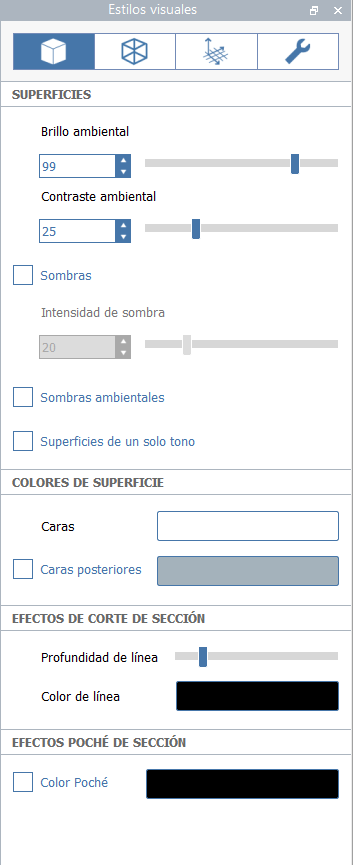 Estilos visuales
SUPERFICIES
Brillo ambiental
99
Contraste ambiental
25
Sombras
Intensidad de sombra
20
Sombras ambientales
Superficies de un solo tono
COLORES DE SUPERFICIE
Caras
Caras posteriores
EFECTOS DE CORTE DE SECCIÓN
Profundidad de línea
Color de línea
EFECTOS POCHÉ DE SECCIÓN
Color Poché